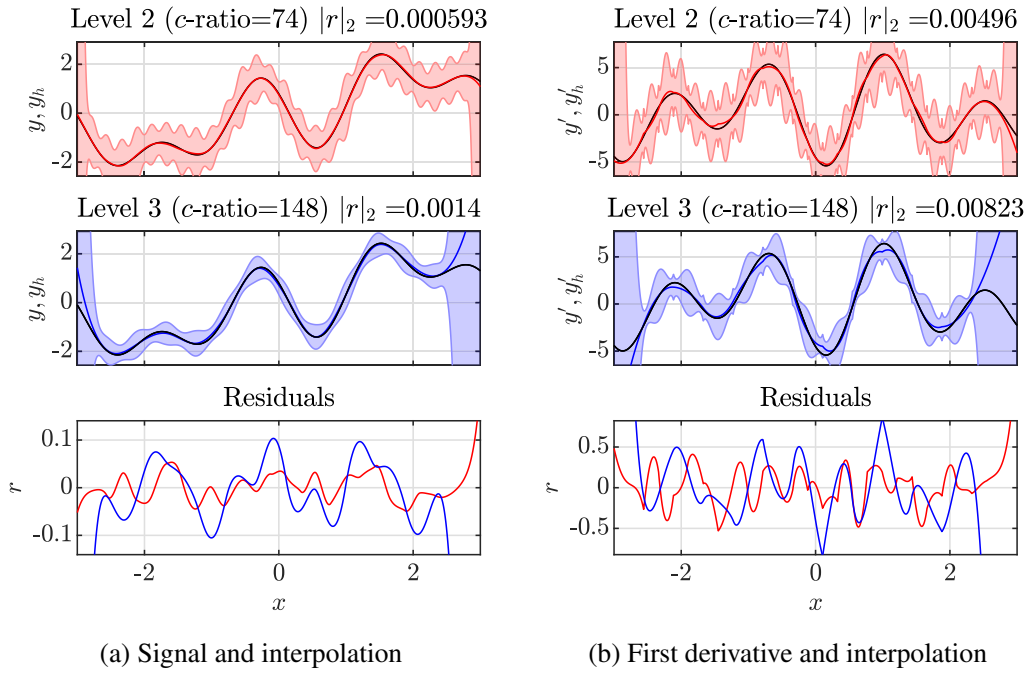 Level 2 (c-ratio=74) |r|₂ =0.000593
y, y_h
2
0
-2
Level 3 (c-ratio=148) |r|₂ =0.0014
y, y_h
2
0
-2
Residuals
r
0.1
0
-0.1
-2 0 2
x
(a) Signal and interpolation
Level 2 (c-ratio=74) |r|₂ =0.00496
y′, y′_h
5
0
-5
Level 3 (c-ratio=148) |r|₂ =0.00823
y′, y′_h
5
0
-5
Residuals
r
0.5
0.0
-0.5
-2 0 2
x
(b) First derivative and interpolation